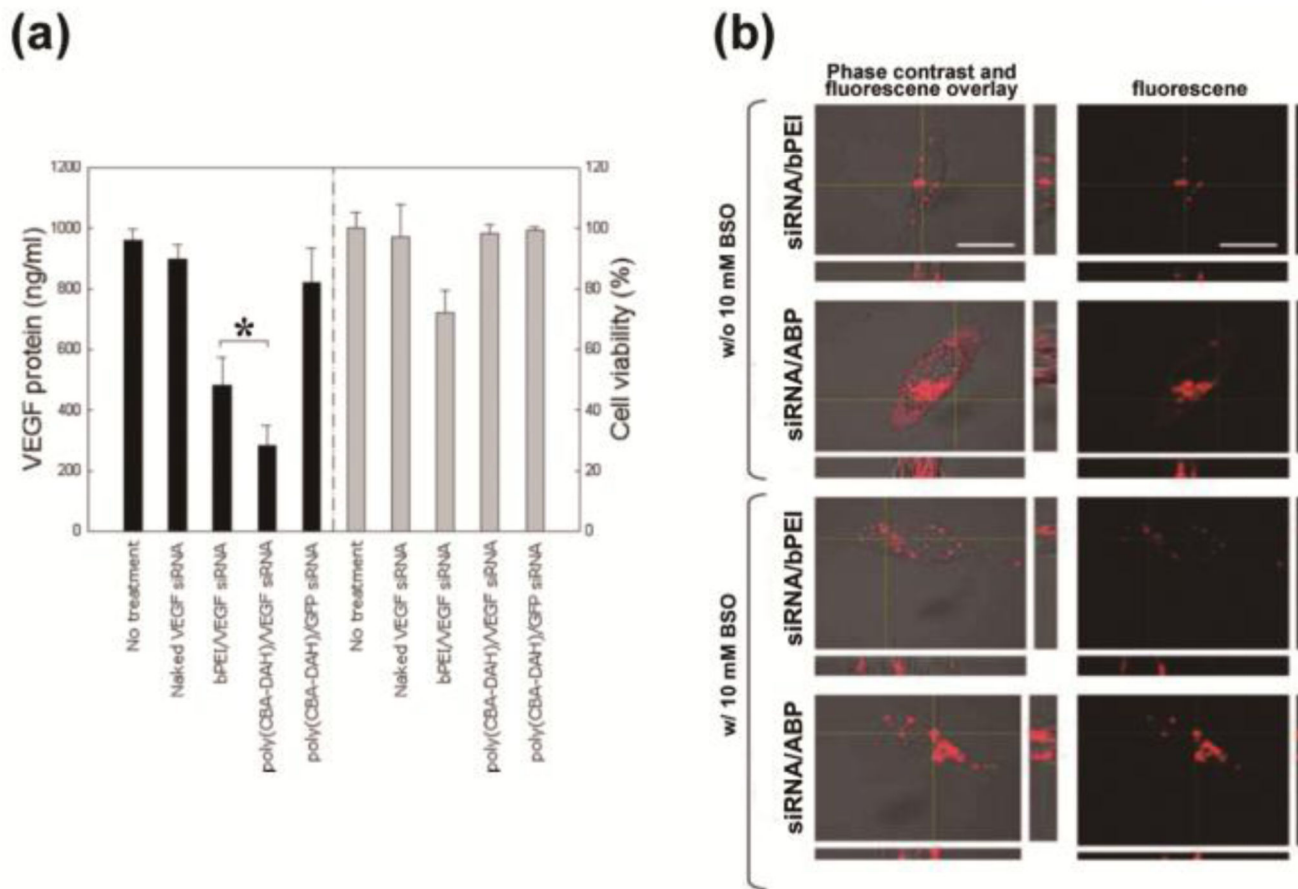 (a)
1200
1000
800
600
400
200
0
VEGF protein (ng/ml)
*
120
100
80
60
40
20
0
Cell viability (%)
No treatment
Naked VEGF siRNA
bPEI/VEGF siRNA
poly(CBA-DAH)/VEGF siRNA
poly(CBA-DAH)/GFP siRNA
No treatment
Naked VEGF siRNA
bPEI/VEGF siRNA
poly(CBA-DAH)/VEGF siRNA
poly(CBA-DAH)/GFP siRNA
(b)
Phase contrast and
fluorescene overlay
fluorescene
w/o 10 mM BSO
siRNA/bPEI
siRNA/ABP
w/ 10 mM BSO
siRNA/bPEI
siRNA/ABP